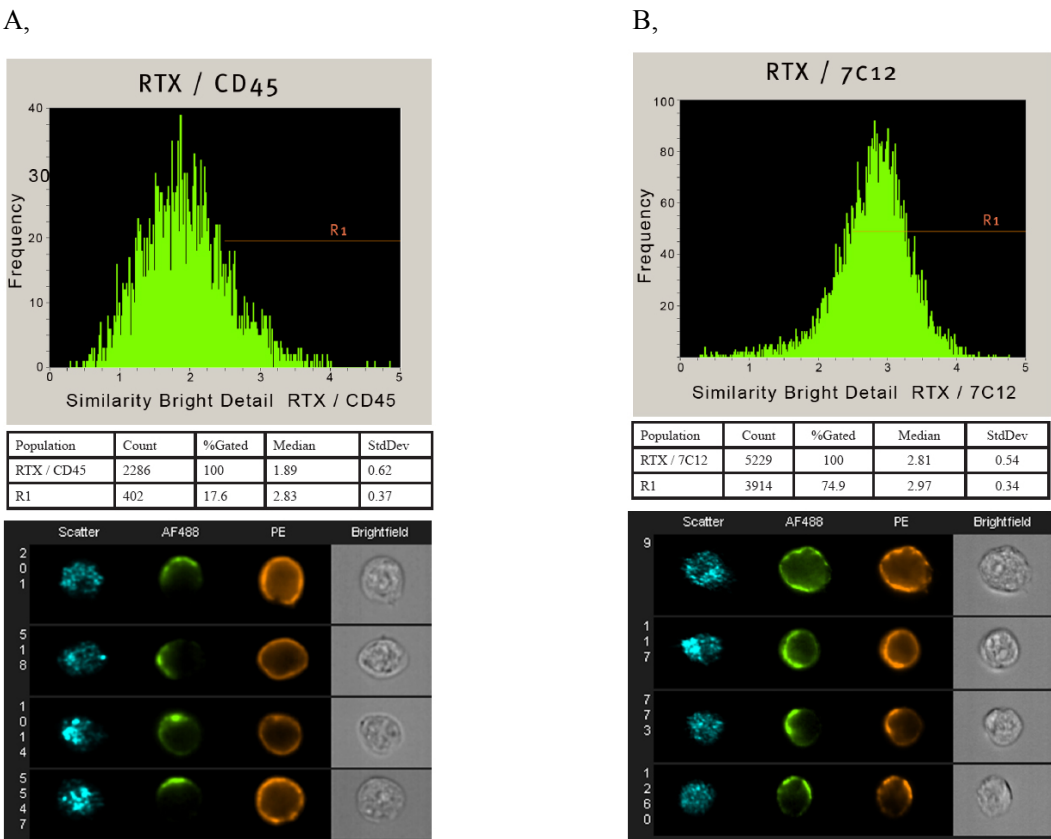 A,
RTX / CD45
40
30
20
10
0
Frequency
R1
0 1 2 3 4 5
Similarity Bright Detail RTX / CD45
Population Count %Gated Median StdDev
RTX / CD45 2286 100 1.89 0.62
R1 402 17.6 2.83 0.37
Scatter AF488 PE Brightfield
201
518
1014
5547
B,
RTX / 7C12
100
80
60
40
20
Frequency
R1
0 1 2 3 4 5
Similarity Bright Detail RTX / 7C12
Population Count %Gated Median StdDev
RTX / 7C12 5229 100 2.81 0.54
R1 3914 74.9 2.97 0.34
Scatter AF488 PE Brightfield
9
117
773
1260